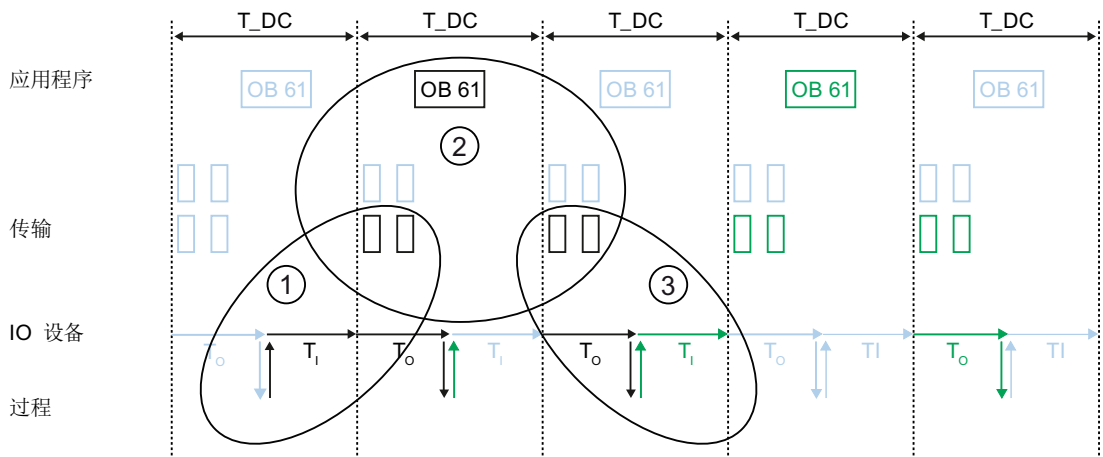 T_DC T_DC T_DC T_DC T_DC
应用程序 OB 61 OB 61 OB 61 OB 61 OB 61
2
传输
1 3
IO 设备
To TI To TI To TI To TI To TI
过程